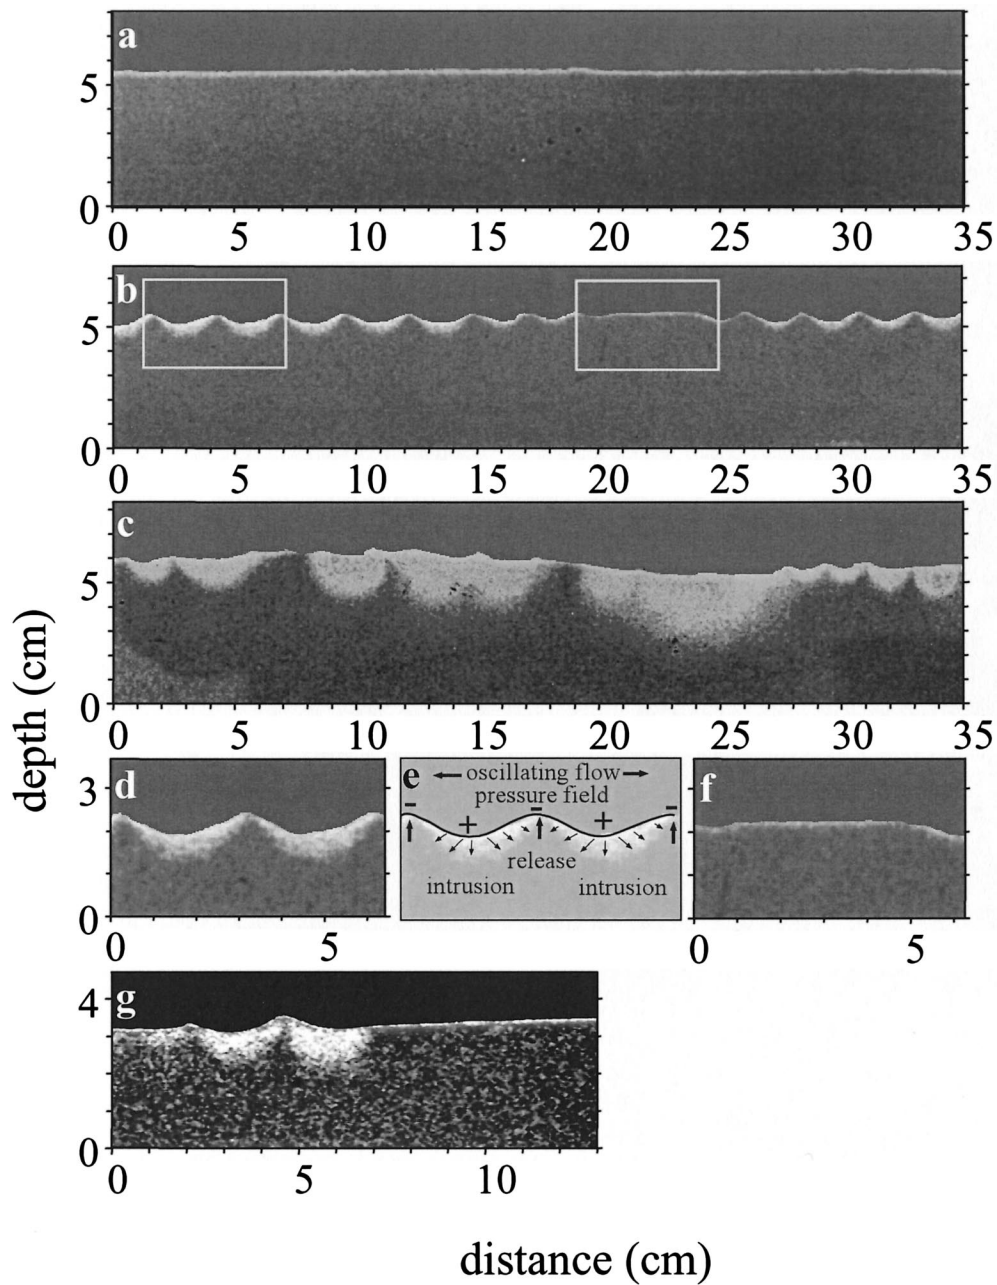 a
5
0
0 5 10 15 20 25 30 35
b
5
0
0 5 10 15 20 25 30 35
c
5
0
0 5 10 15 20 25 30 35
depth (cm)
d
3
0
0 5
e
oscillating flow
pressure field
- + - + -
release
intrusion intrusion
f
0 5
g
4
0
0 5 10
distance (cm)